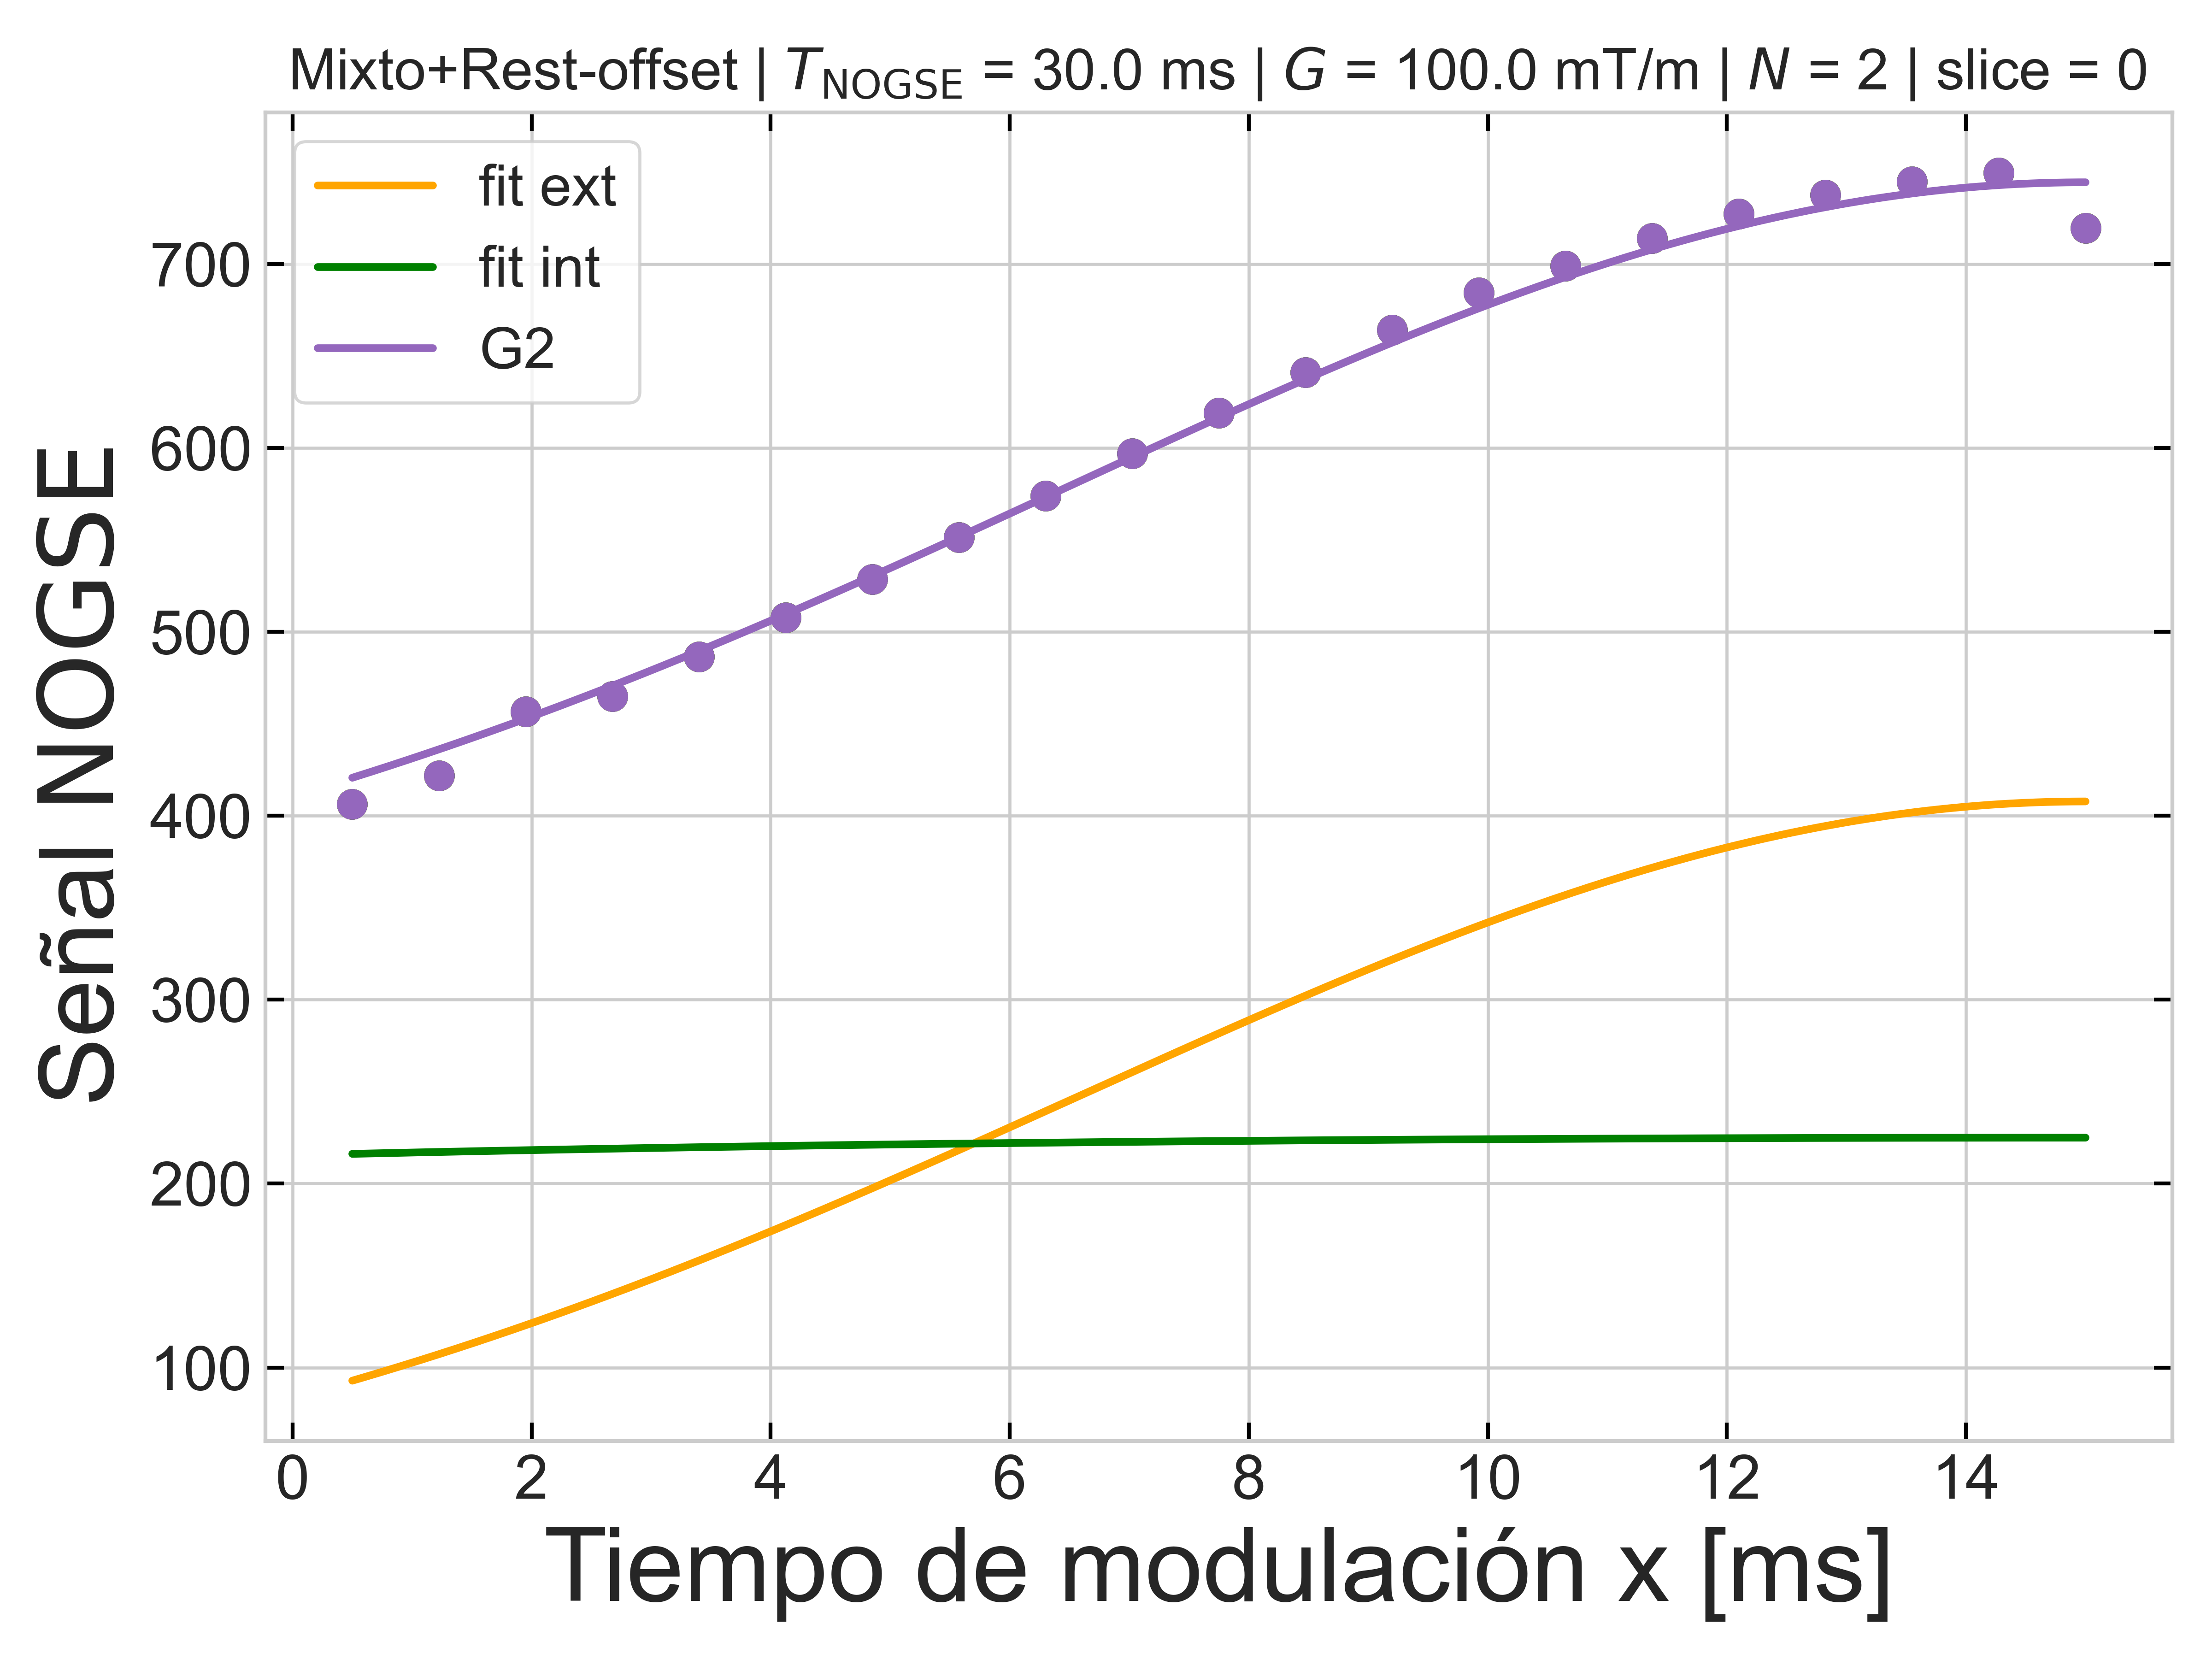 Mixto+Rest-offset | T_NOGSE = 30.0 ms | G = 100.0 mT/m | N = 2 | slice = 0
fit ext
fit int
G2
700
600
500
400
300
200
100
Señal NOGSE
0 2 4 6 8 10 12 14
Tiempo de modulación x [ms]